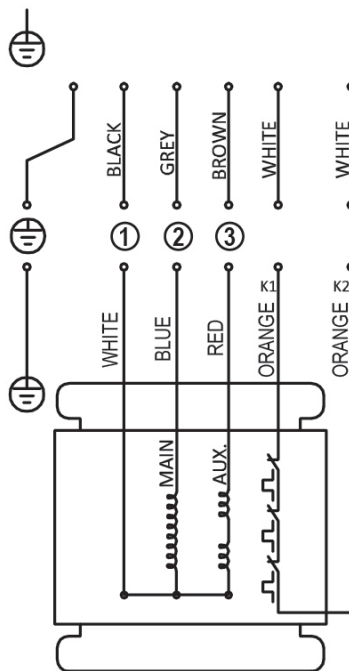 BLACK
GREY
BROWN
WHITE
WHITE
1
2
3
K1
K2
WHITE
BLUE
RED
ORANGE
ORANGE
MAIN
AUX.